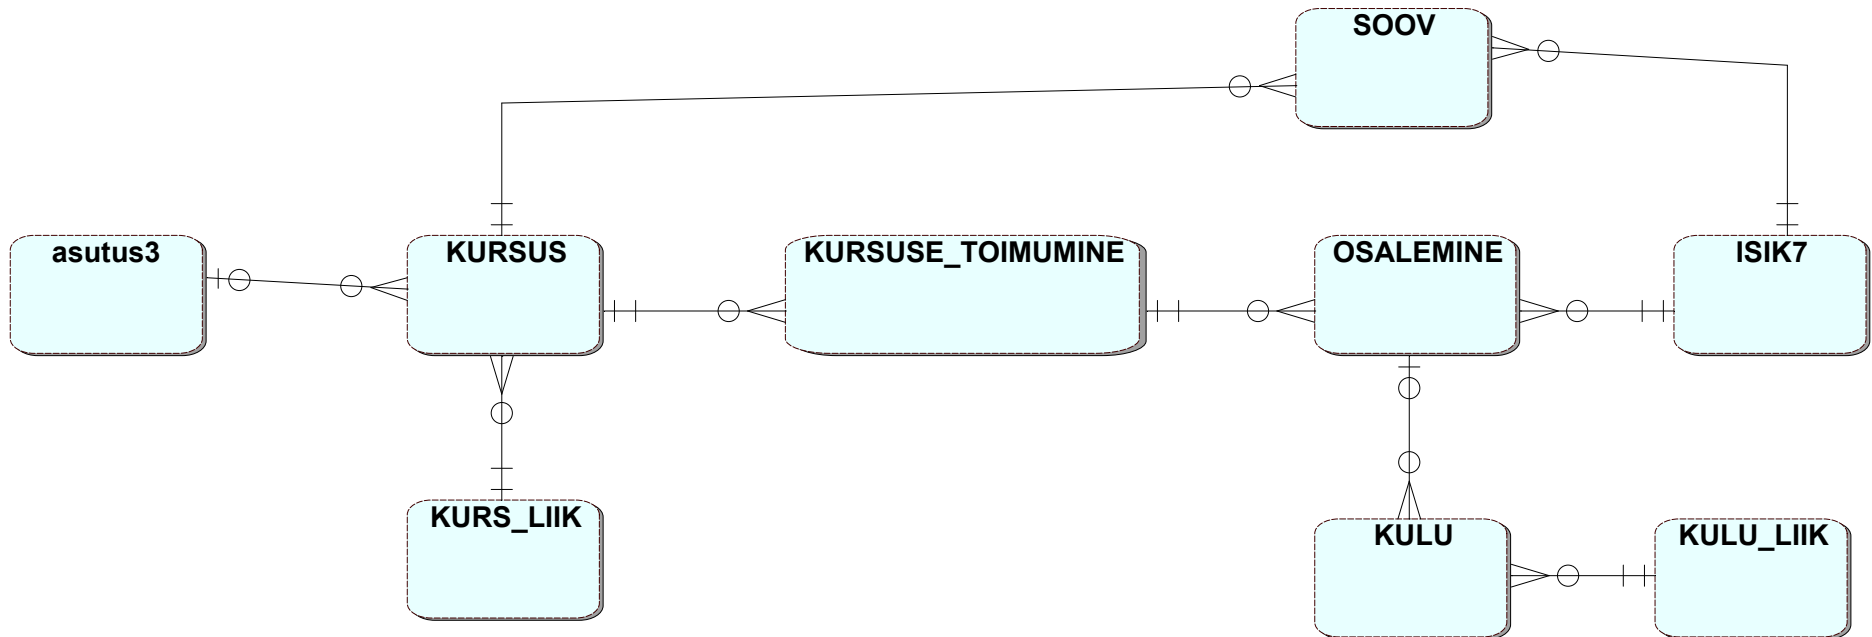 SOOV
asutus3
KURSUS
KURSUSE_TOIMUMINE
OSALEMINE
ISIK7
KURS_LIIK
KULU
KULU_LIIK